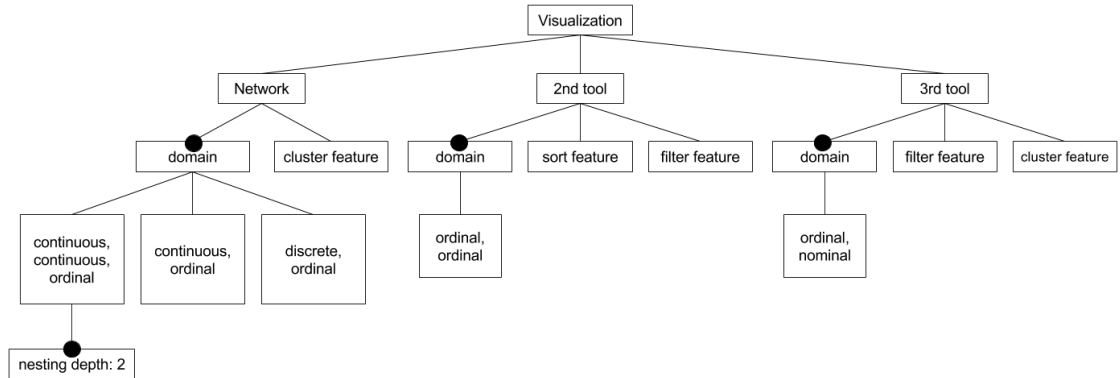 Visualization
Network
2nd tool
3rd tool
domain
cluster feature
domain
sort feature
filter feature
domain
filter feature
cluster feature
continuous,
continuous,
ordinal
continuous,
ordinal
discrete,
ordinal
ordinal,
ordinal
ordinal,
nominal
nesting depth: 2